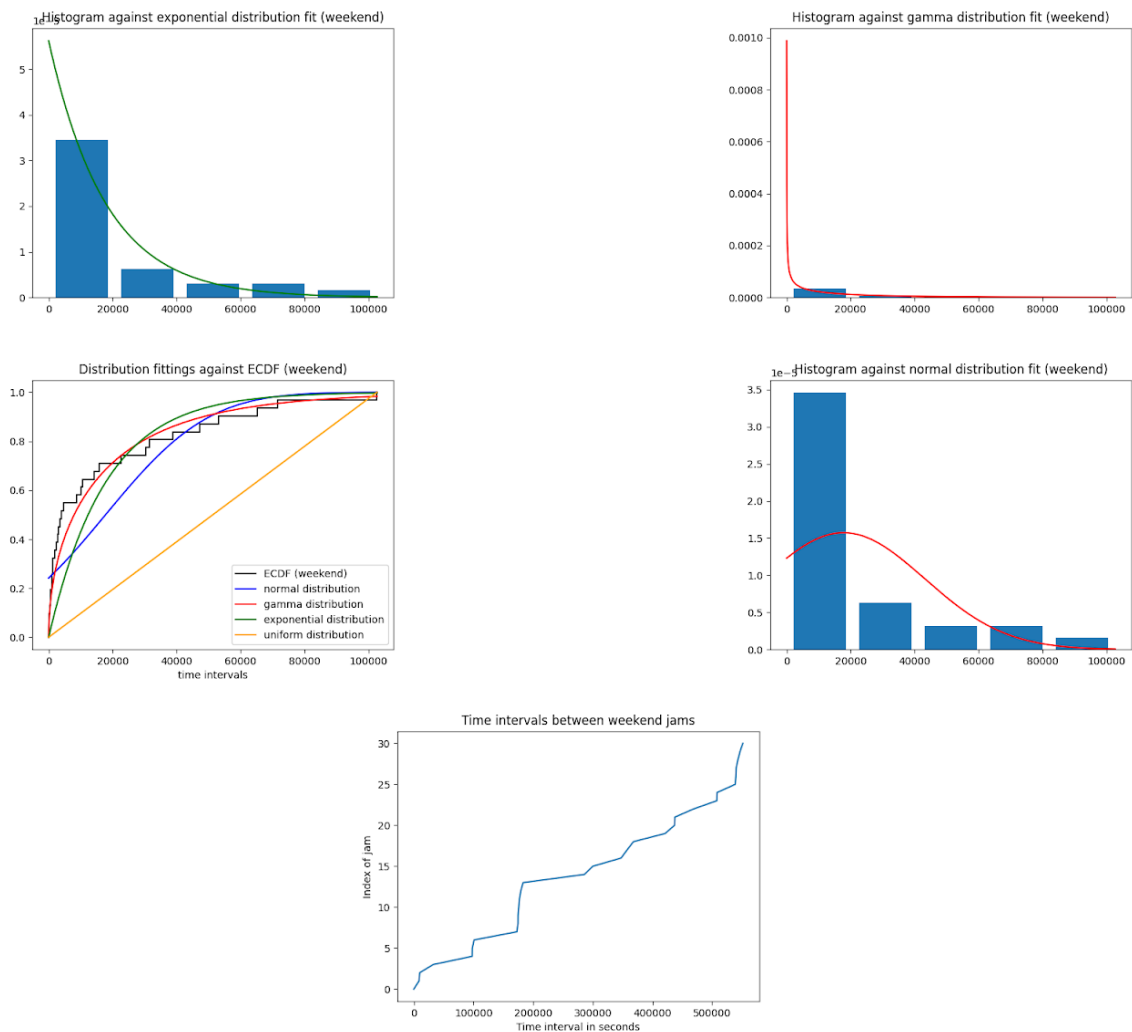 Histogram against exponential distribution fit (weekend)
1e−5
5
4
3
2
1
0
0 20000 40000 60000 80000 100000
Histogram against gamma distribution fit (weekend)
0.0010
0.0008
0.0006
0.0004
0.0002
0.0000
0 20000 40000 60000 80000 100000
Distribution fittings against ECDF (weekend)
1.0
0.8
0.6
0.4
0.2
0.0
ECDF (weekend)
normal distribution
gamma distribution
exponential distribution
uniform distribution
0 20000 40000 60000 80000 100000
time intervals
Histogram against normal distribution fit (weekend)
1e−5
3.5
3.0
2.5
2.0
1.5
1.0
0.5
0.0
0 20000 40000 60000 80000 100000
Time intervals between weekend jams
Index of jam
30
25
20
15
10
5
0
0 100000 200000 300000 400000 500000
Time interval in seconds